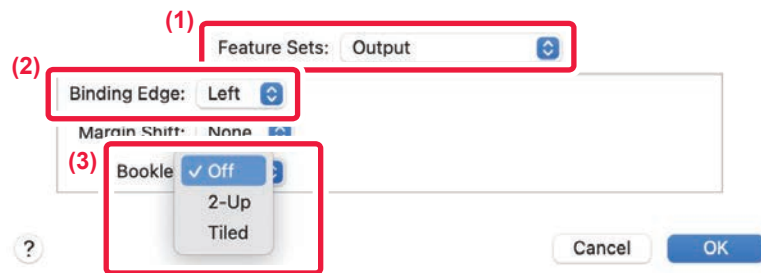 (1)
Feature Sets: Output
(2)
Binding Edge: Left
Margin Shift: None
(3)
Bookle ✓ Off
2-Up
Tiled
? Cancel OK